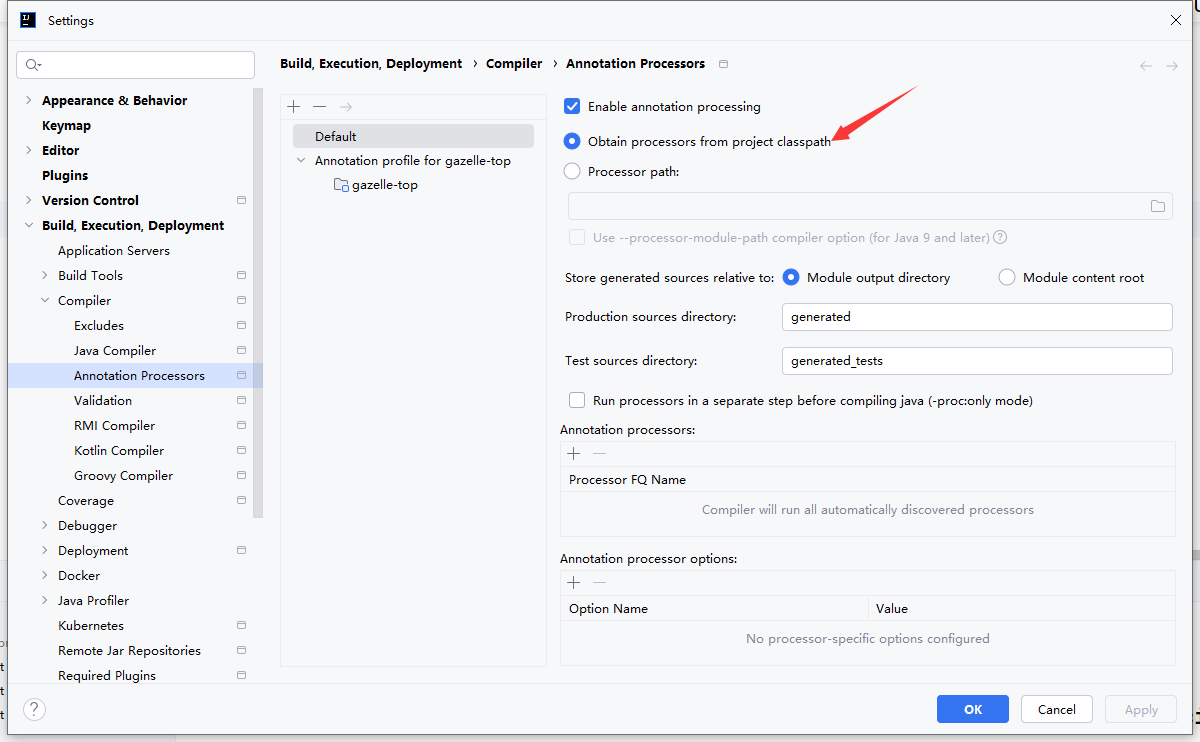 Settings
Build, Execution, Deployment › Compiler › Annotation Processors
Appearance & Behavior
Keymap
Editor
Plugins
Version Control
Build, Execution, Deployment
Application Servers
Build Tools
Compiler
Excludes
Java Compiler
Annotation Processors
Validation
RMI Compiler
Kotlin Compiler
Groovy Compiler
Coverage
Debugger
Deployment
Docker
Java Profiler
Kubernetes
Remote Jar Repositories
Required Plugins
Default
Annotation profile for gazelle-top
gazelle-top
Enable annotation processing
Obtain processors from project classpath
Processor path:
Use --processor-module-path compiler option (for Java 9 and later)
Store generated sources relative to: Module output directory Module content root
Production sources directory: generated
Test sources directory: generated_tests
Run processors in a separate step before compiling java (-proc:only mode)
Annotation processors:
Processor FQ Name
Compiler will run all automatically discovered processors
Annotation processor options:
Option Name Value
No processor-specific options configured
? OK Cancel Apply